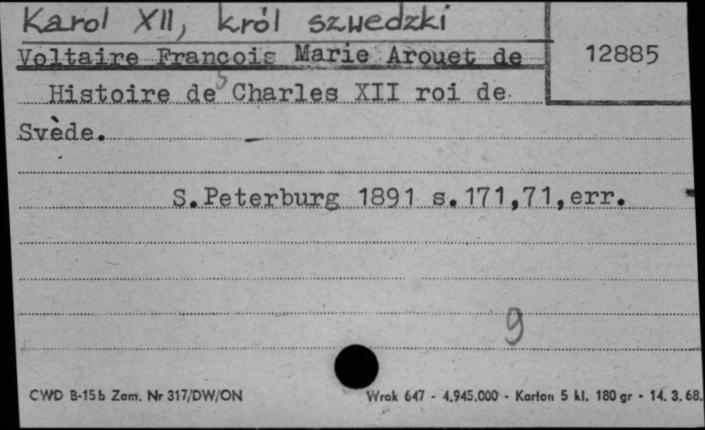 Karol XII, król szwedzki
Voltaire François Marie Arouet de
12885
Histoire de Charles XII roi de
Svède.
S.Peterburg 1891 s.171,71,err.
9
CWD B-15b Zam. Nr 317/DW/ON
Wrak 647 - 4.945.000 - Karton 5 kl. 180 gr - 14. 3. 68.